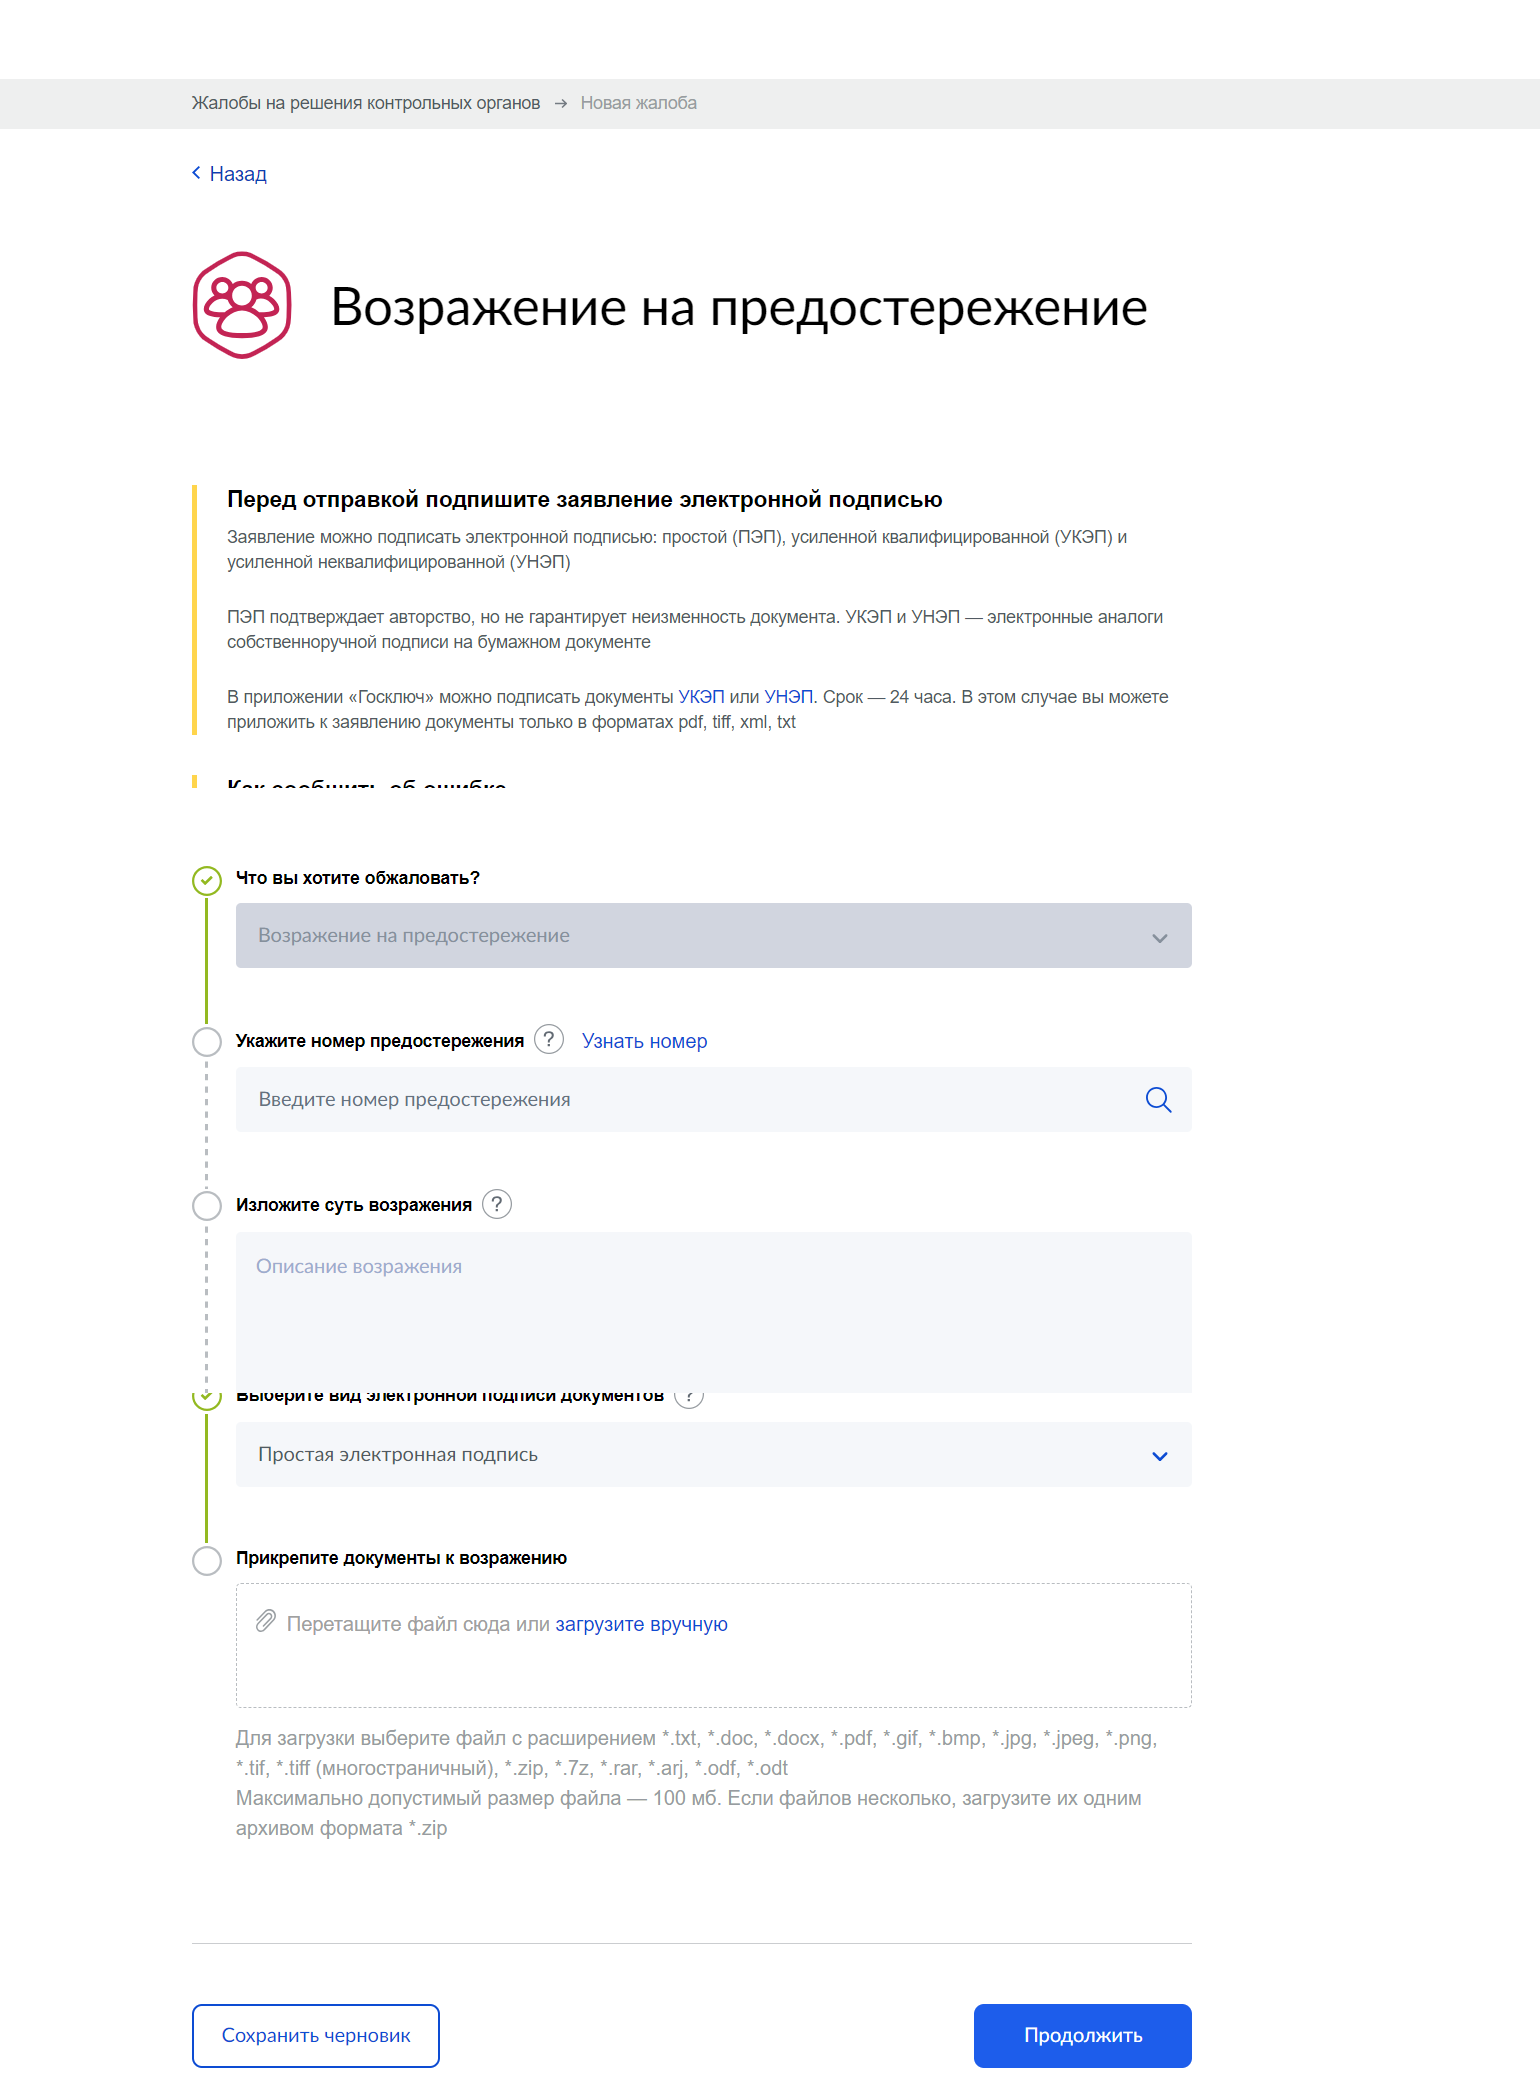 Жалобы на решения контрольных органов → Новая жалоба
Назад
Возражение на предостережение
Перед отправкой подпишите заявление электронной подписью
Заявление можно подписать электронной подписью: простой (ПЭП), усиленной квалифицированной (УКЭП) и
усиленной неквалифицированной (УНЭП)
ПЭП подтверждает авторство, но не гарантирует неизменность документа. УКЭП и УНЭП — электронные аналоги
собственноручной подписи на бумажном документе
В приложении «Госключ» можно подписать документы УКЭП или УНЭП. Срок — 24 часа. В этом случае вы можете
приложить к заявлению документы только в форматах pdf, tiff, xml, txt
Как сообщить об ошибке
Что вы хотите обжаловать?
Возражение на предостережение
Укажите номер предостережения ? Узнать номер
Введите номер предостережения
Изложите суть возражения ?
Описание возражения
Выберите вид электронной подписи документов ?
Простая электронная подпись
Прикрепите документы к возражению
Перетащите файл сюда или загрузите вручную
Для загрузки выберите файл с расширением *.txt, *.doc, *.docx, *.pdf, *.gif, *.bmp, *.jpg, *.jpeg, *.png,
*.tif, *.tiff (многостраничный), *.zip, *.7z, *.rar, *.arj, *.odf, *.odt
Максимально допустимый размер файла — 100 мб. Если файлов несколько, загрузите их одним
архивом формата *.zip
Сохранить черновик
Продолжить